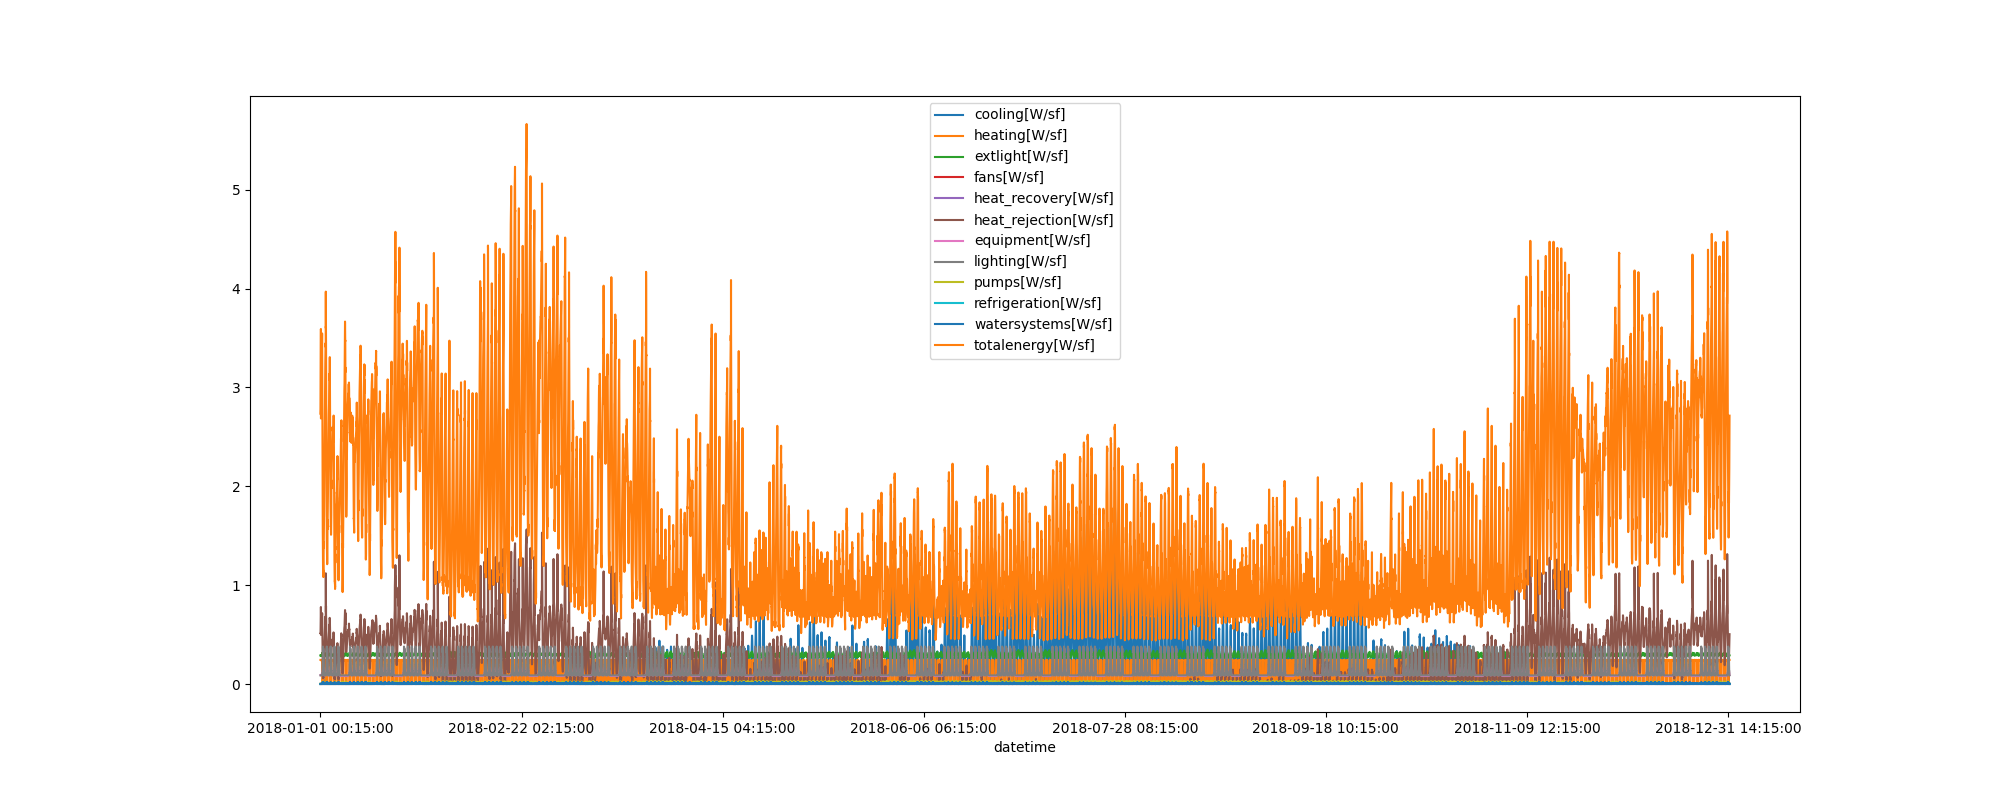 cooling[W/sf]
heating[W/sf]
extlight[W/sf]
fans[W/sf]
heat_recovery[W/sf]
heat_rejection[W/sf]
equipment[W/sf]
lighting[W/sf]
pumps[W/sf]
refrigeration[W/sf]
watersystems[W/sf]
totalenergy[W/sf]
5
4
3
2
1
0
2018-01-01 00:15:00 2018-02-22 02:15:00 2018-04-15 04:15:00 2018-06-06 06:15:00 2018-07-28 08:15:00 2018-09-18 10:15:00 2018-11-09 12:15:00 2018-12-31 14:15:00
datetime